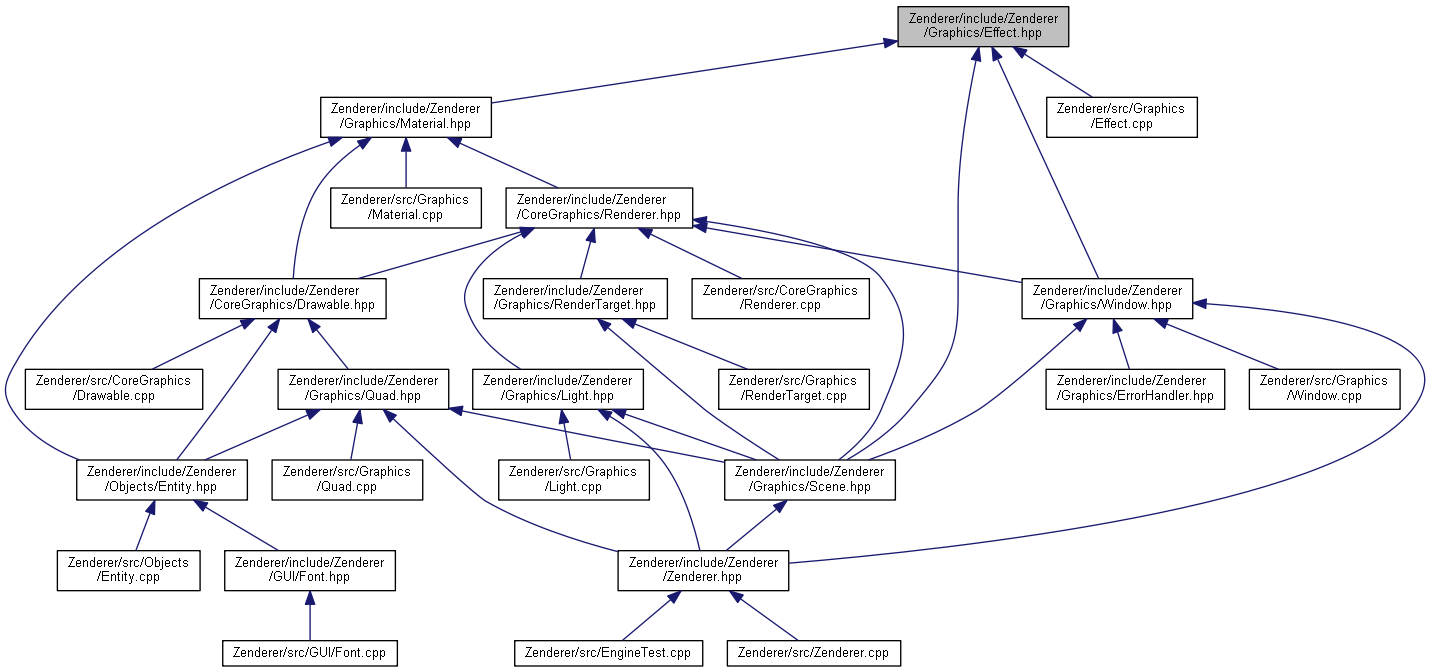 Zenderer/include/Zenderer
/Graphics/Effect.hpp
Zenderer/include/Zenderer
/Graphics/Material.hpp
Zenderer/src/Graphics
/Effect.cpp
Zenderer/src/Graphics
/Material.cpp
Zenderer/include/Zenderer
/CoreGraphics/Renderer.hpp
Zenderer/include/Zenderer
/CoreGraphics/Drawable.hpp
Zenderer/include/Zenderer
/Graphics/RenderTarget.hpp
Zenderer/src/CoreGraphics
/Renderer.cpp
Zenderer/include/Zenderer
/Graphics/Window.hpp
Zenderer/src/CoreGraphics
/Drawable.cpp
Zenderer/include/Zenderer
/Graphics/Quad.hpp
Zenderer/include/Zenderer
/Graphics/Light.hpp
Zenderer/src/Graphics
/RenderTarget.cpp
Zenderer/include/Zenderer
/Graphics/ErrorHandler.hpp
Zenderer/src/Graphics
/Window.cpp
Zenderer/include/Zenderer
/Objects/Entity.hpp
Zenderer/src/Graphics
/Quad.cpp
Zenderer/src/Graphics
/Light.cpp
Zenderer/include/Zenderer
/Graphics/Scene.hpp
Zenderer/src/Objects
/Entity.cpp
Zenderer/include/Zenderer
/GUI/Font.hpp
Zenderer/include/Zenderer
/Zenderer.hpp
Zenderer/src/GUI/Font.cpp
Zenderer/src/EngineTest.cpp
Zenderer/src/Zenderer.cpp